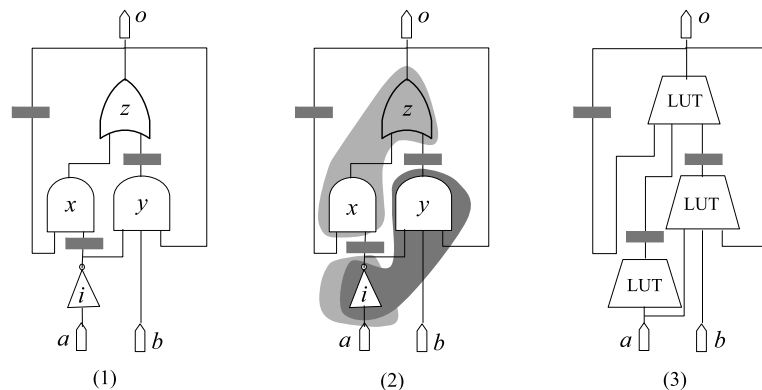 o o o
z z LUT
x y x y LUT
i i LUT
a b a b a b
(1) (2) (3)